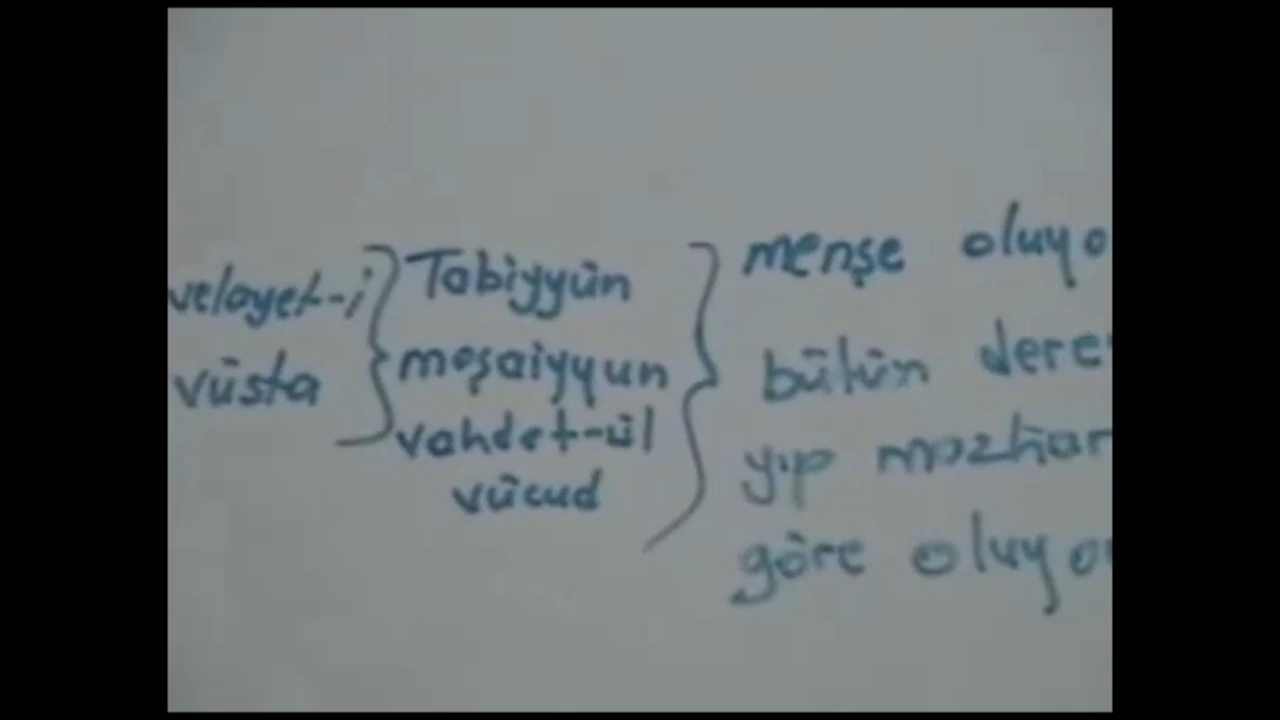 velayet-i
vüsta
Tabiyyün
meşaiyyun
vahdet-ül
vücud
menşe oluyo
bütün dere
yıp mazhar
göre oluyo